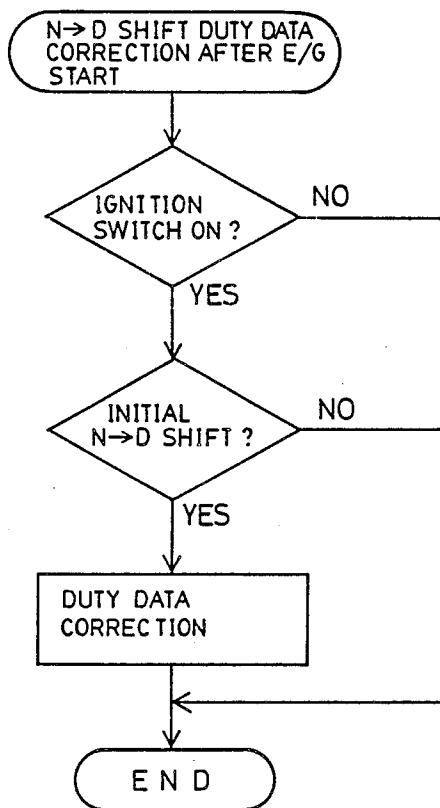 N→D SHIFT DUTY DATA
CORRECTION AFTER E/G
START
IGNITION
SWITCH ON ?
NO
YES
INITIAL
N→D SHIFT ?
NO
YES
DUTY DATA
CORRECTION
END